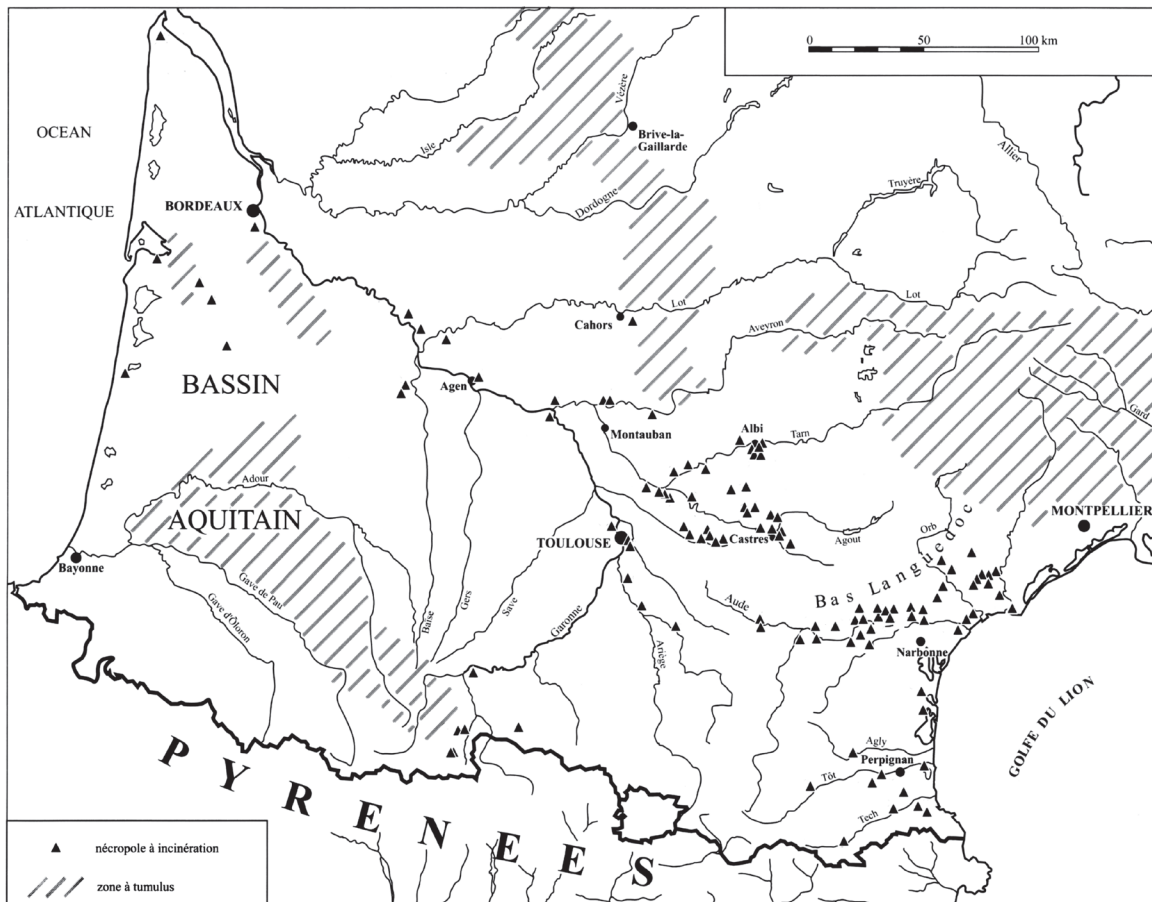 0 50 100 km
OCEAN
ATLANTIQUE
Vézère
Brive-la-
Gaillarde
Isle
Dordogne
Allier
Truyère
BORDEAUX
Lot
Lot
Cahors
Aveyron
BASSIN
Agen
Gard
Montauban
Albi
Tarn
Adour
AQUITAIN
MONTPELLIER
Orb
TOULOUSE
Castres
Agout
Bayonne
Bas Languedoc
Gave de Pau
Gave d'Oloron
Baïse
Gers
Save
Garonne
Aude
Ariège
Narbonne
GOLFE DU LION
Agly
Perpignan
Têt
Tech
PYRENEES
nécropole à incinération
zone à tumulus